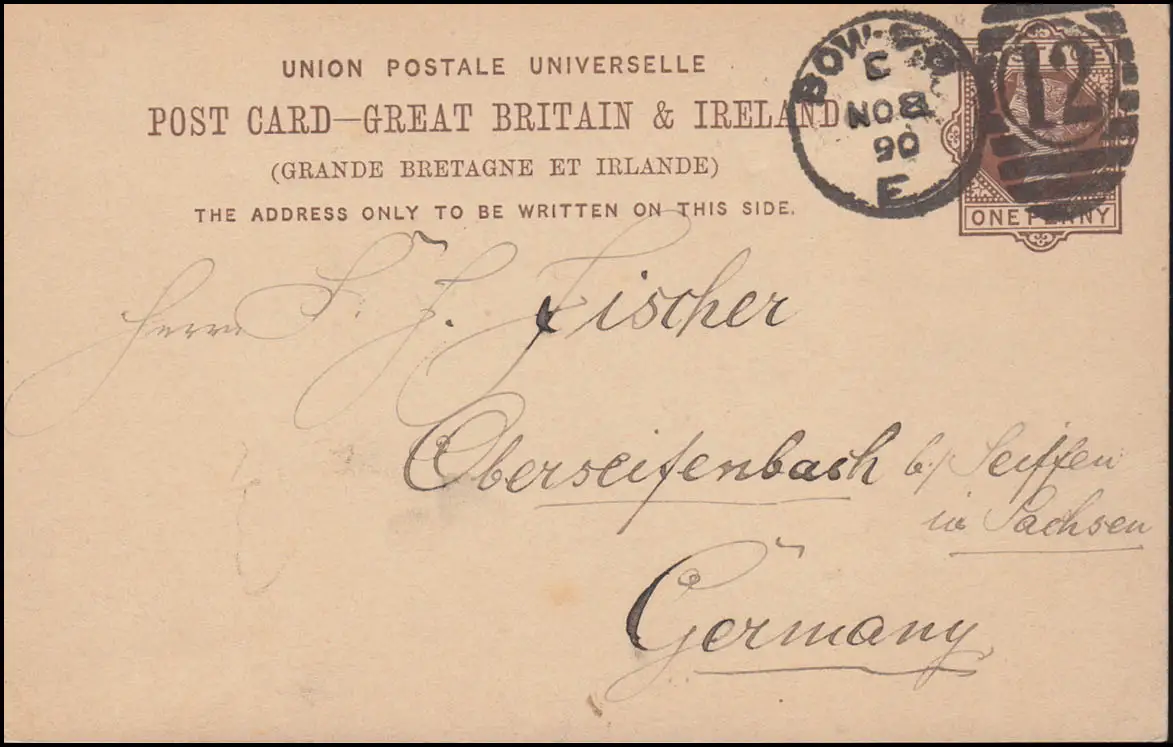 UNION POSTALE UNIVERSELLE
POST CARD—GREAT BRITAIN & IRELAND
(GRANDE BRETAGNE ET IRLANDE)
THE ADDRESS ONLY TO BE WRITTEN ON THIS SIDE.
BOW
C
NO 8
90
E
12
ONE PENNY
Herrn F. F. Fischer
Oberseifenbach b/ Seiffen
in Sachsen
Germany